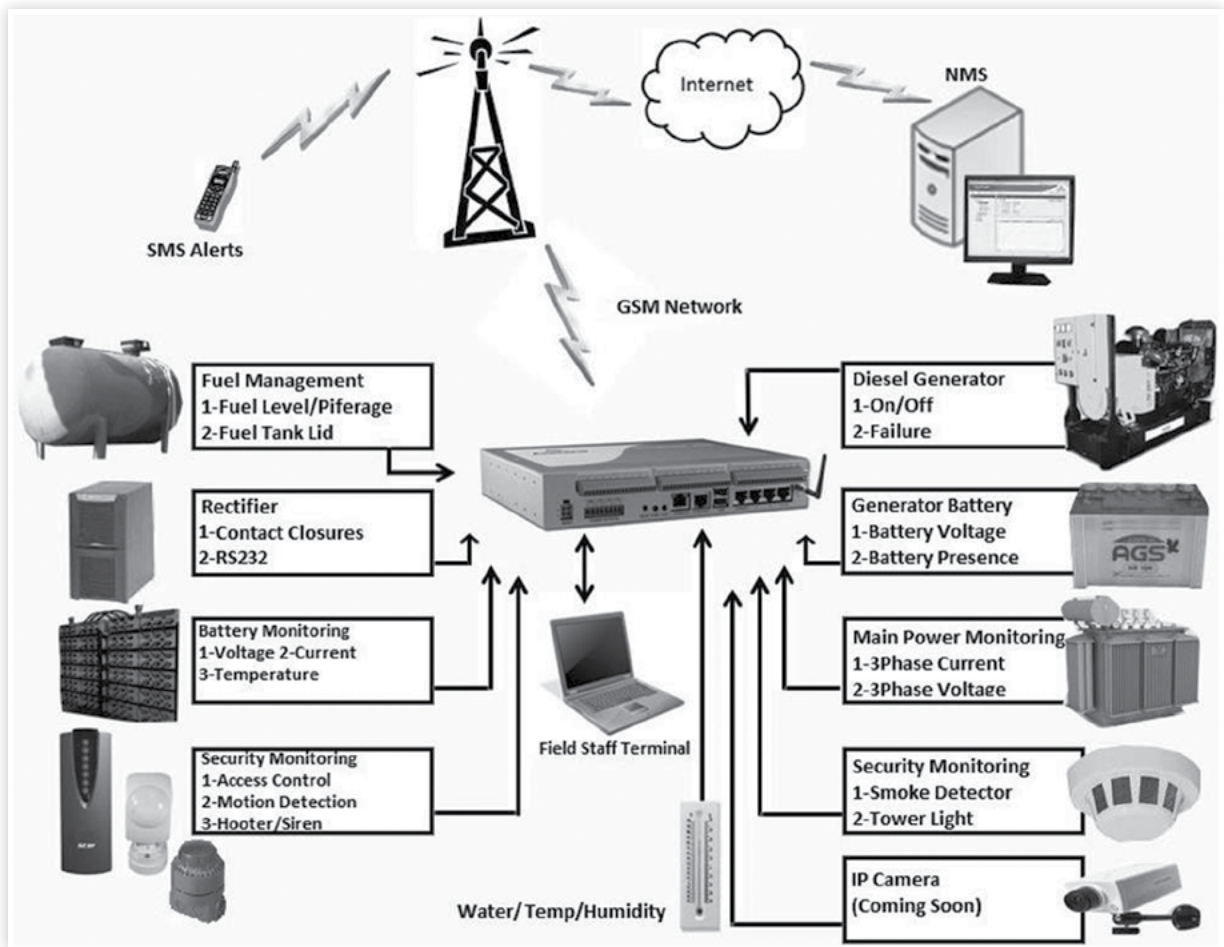 Internet
NMS
SMS Alerts
GSM Network
Fuel Management
1-Fuel Level/Piferage
2-Fuel Tank Lid
Rectifier
1-Contact Closures
2-RS232
Battery Monitoring
1-Voltage 2-Current
3-Temperature
Security Monitoring
1-Access Control
2-Motion Detection
3-Hooter/Siren
Field Staff Terminal
Water/ Temp/Humidity
Diesel Generator
1-On/Off
2-Failure
Generator Battery
1-Battery Voltage
2-Battery Presence
AGS
Main Power Monitoring
1-3Phase Current
2-3Phase Voltage
Security Monitoring
1-Smoke Detector
2-Tower Light
IP Camera
(Coming Soon)